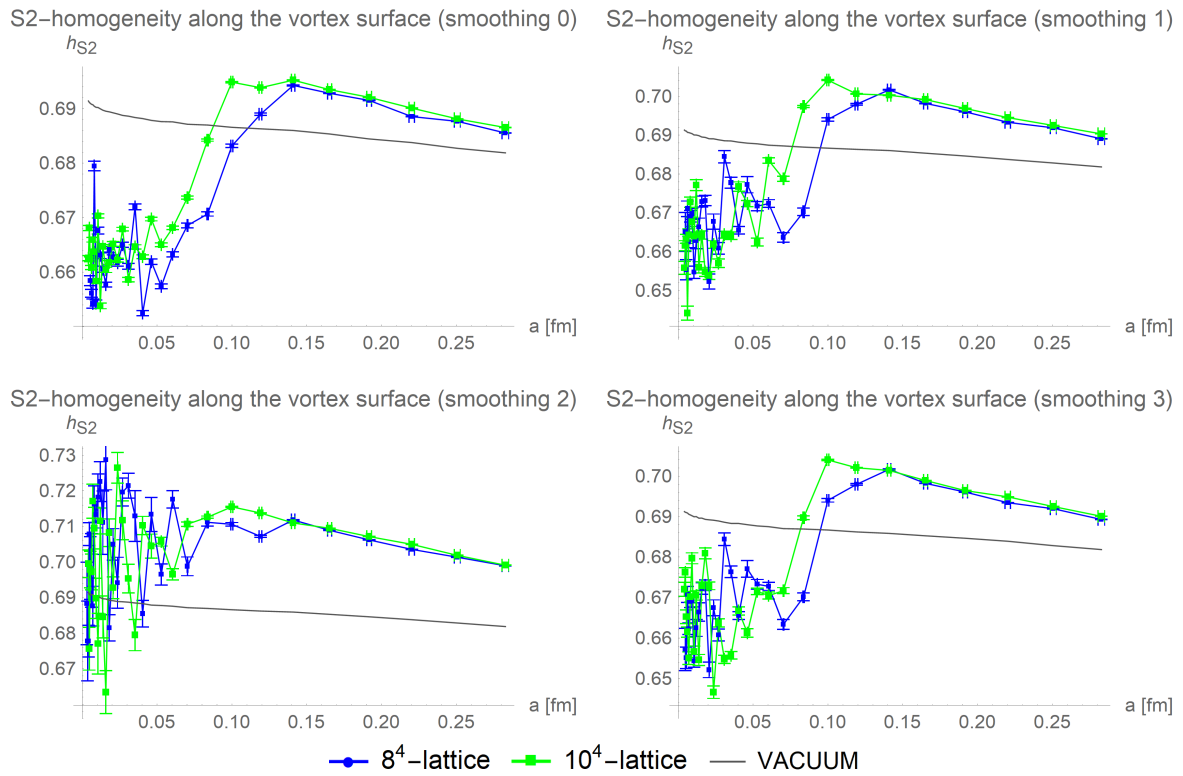 S2−homogeneity along the vortex surface (smoothing 0)
hS2
0.69
0.68
0.67
0.66
0.05 0.10 0.15 0.20 0.25
a [fm]
S2−homogeneity along the vortex surface (smoothing 1)
hS2
0.70
0.69
0.68
0.67
0.66
0.65
0.05 0.10 0.15 0.20 0.25
a [fm]
S2−homogeneity along the vortex surface (smoothing 2)
hS2
0.73
0.72
0.71
0.70
0.69
0.68
0.67
0.05 0.10 0.15 0.20 0.25
a [fm]
S2−homogeneity along the vortex surface (smoothing 3)
hS2
0.70
0.69
0.68
0.67
0.66
0.65
0.05 0.10 0.15 0.20 0.25
a [fm]
8⁴−lattice 10⁴−lattice VACUUM